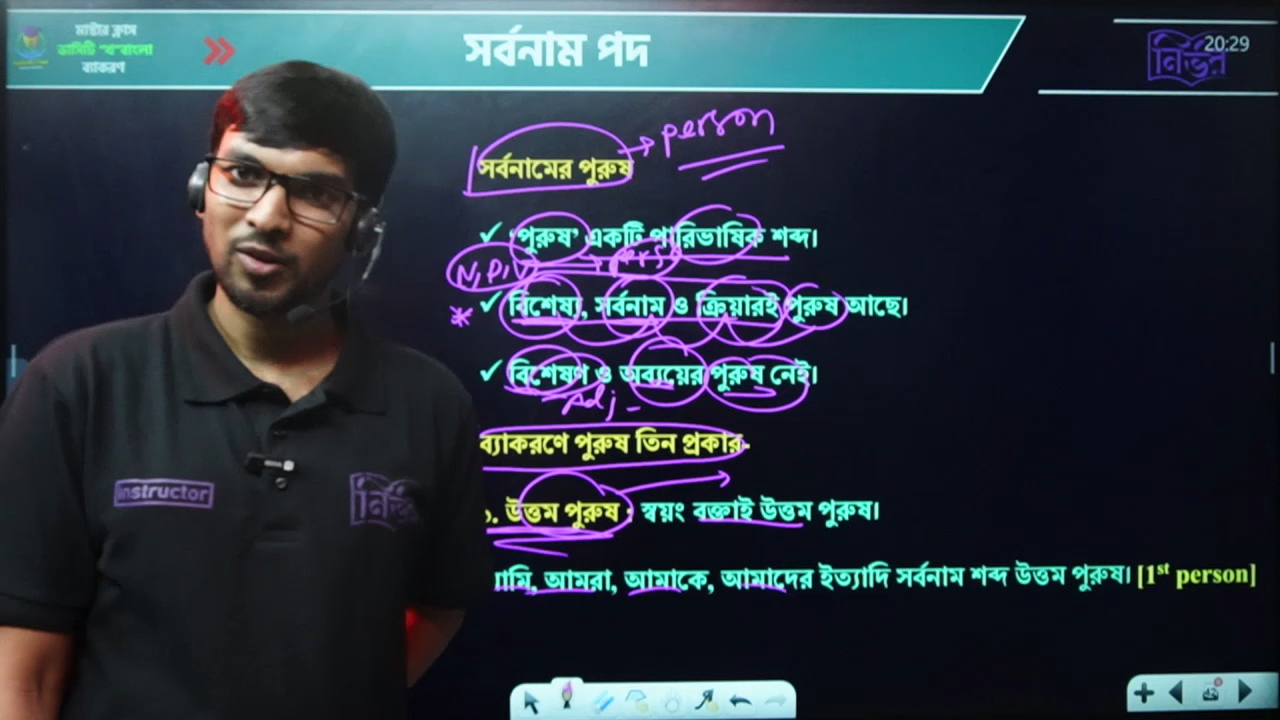 মাস্টার ক্লাস
ভার্সিটি "খ" বাংলা
ব্যাকরণ
সর্বনাম পদ
20:29
নির্ভর
সর্বনামের পুরুষ → person
✓ 'পুরুষ' একটি পারিভাষিক শব্দ।
N, P, V → pers
* ✓ বিশেষ্য, সর্বনাম ও ক্রিয়ারই পুরুষ আছে।
✓ বিশেষণ ও অব্যয়ের পুরুষ নেই।
Adj -
ব্যাকরণে পুরুষ তিন প্রকার-
১. উত্তম পুরুষ : স্বয়ং বক্তাই উত্তম পুরুষ।
আমি, আমরা, আমাকে, আমাদের ইত্যাদি সর্বনাম শব্দ উত্তম পুরুষ। [1st person]
instructor
নির্ভর